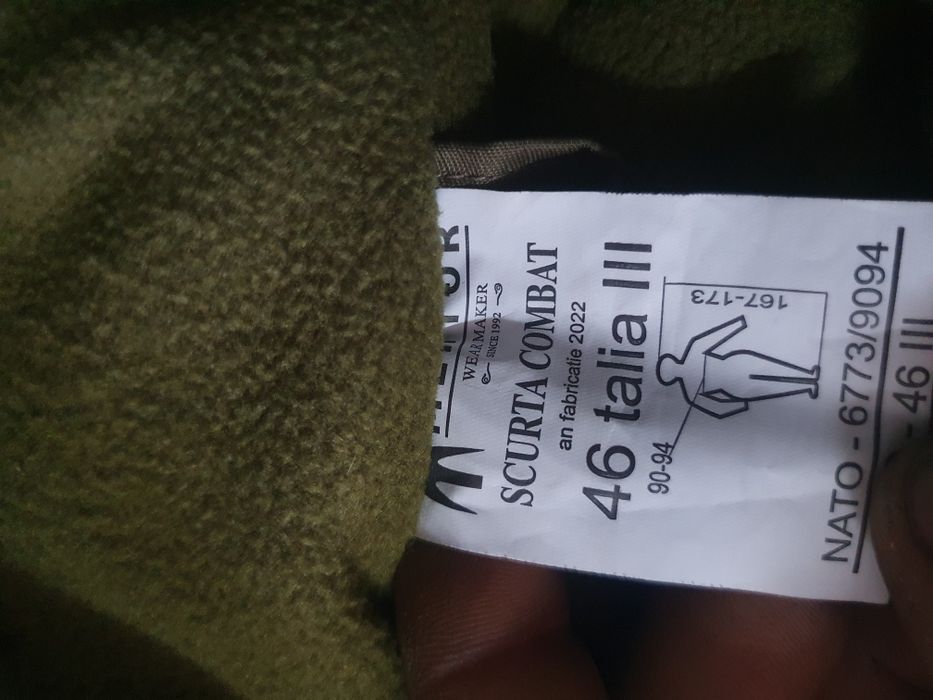 WEARMAKER
SINCE 1992
SCURTA COMBAT
an fabricatie 2022
46 talia III
90-94
167-173
NATO - 6773/9094
- 46 III